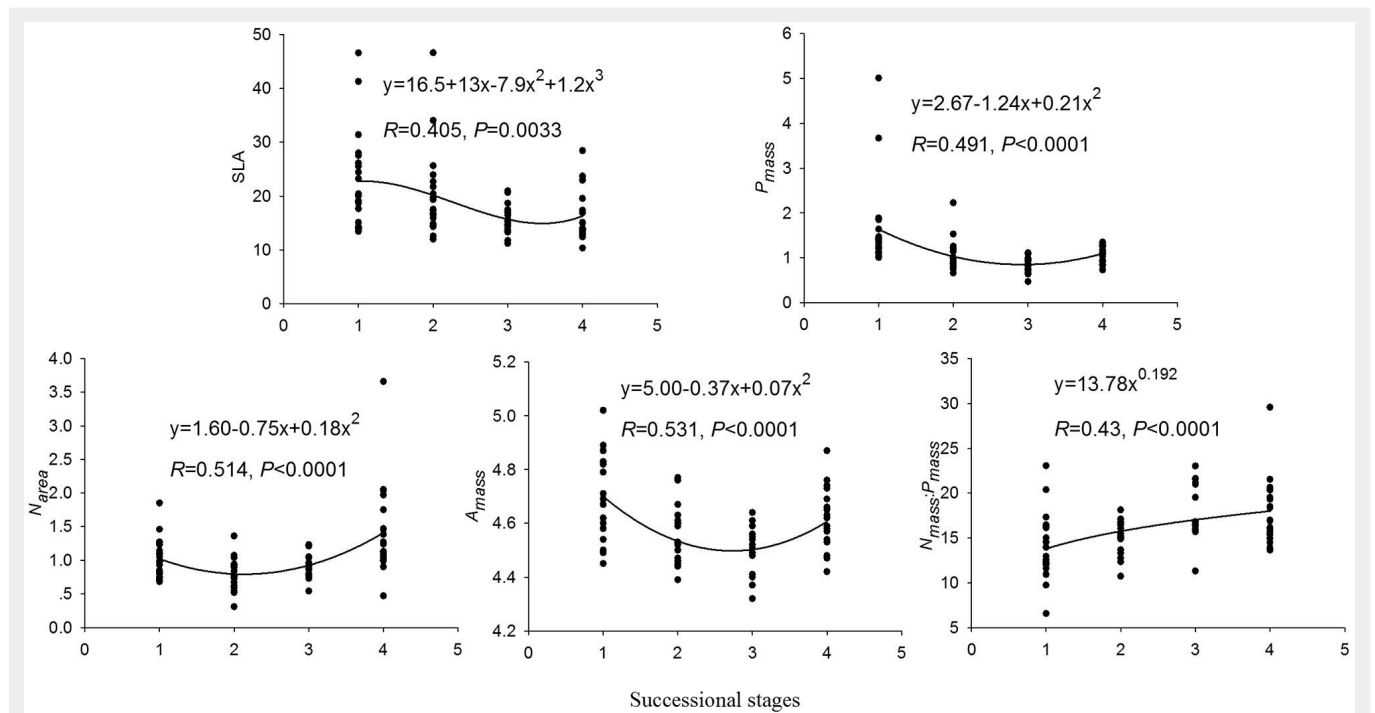 50
40
30
20
10
0
SLA
y=16.5+13x-7.9x²+1.2x³
R=0.405, P=0.0033
0 1 2 3 4 5
6
5
4
3
2
1
0
Pmass
y=2.67-1.24x+0.21x²
R=0.491, P<0.0001
0 1 2 3 4 5
4.0
3.5
3.0
2.5
2.0
1.5
1.0
.5
0.0
Narea
y=1.60-0.75x+0.18x²
R=0.514, P<0.0001
0 1 2 3 4 5
5.2
5.0
4.8
4.6
4.4
4.2
Amass
y=5.00-0.37x+0.07x²
R=0.531, P<0.0001
0 1 2 3 4 5
35
30
25
20
15
10
5
Nmass:Pmass
y=13.78x^0.192
R=0.43, P<0.0001
0 1 2 3 4 5
Successional stages